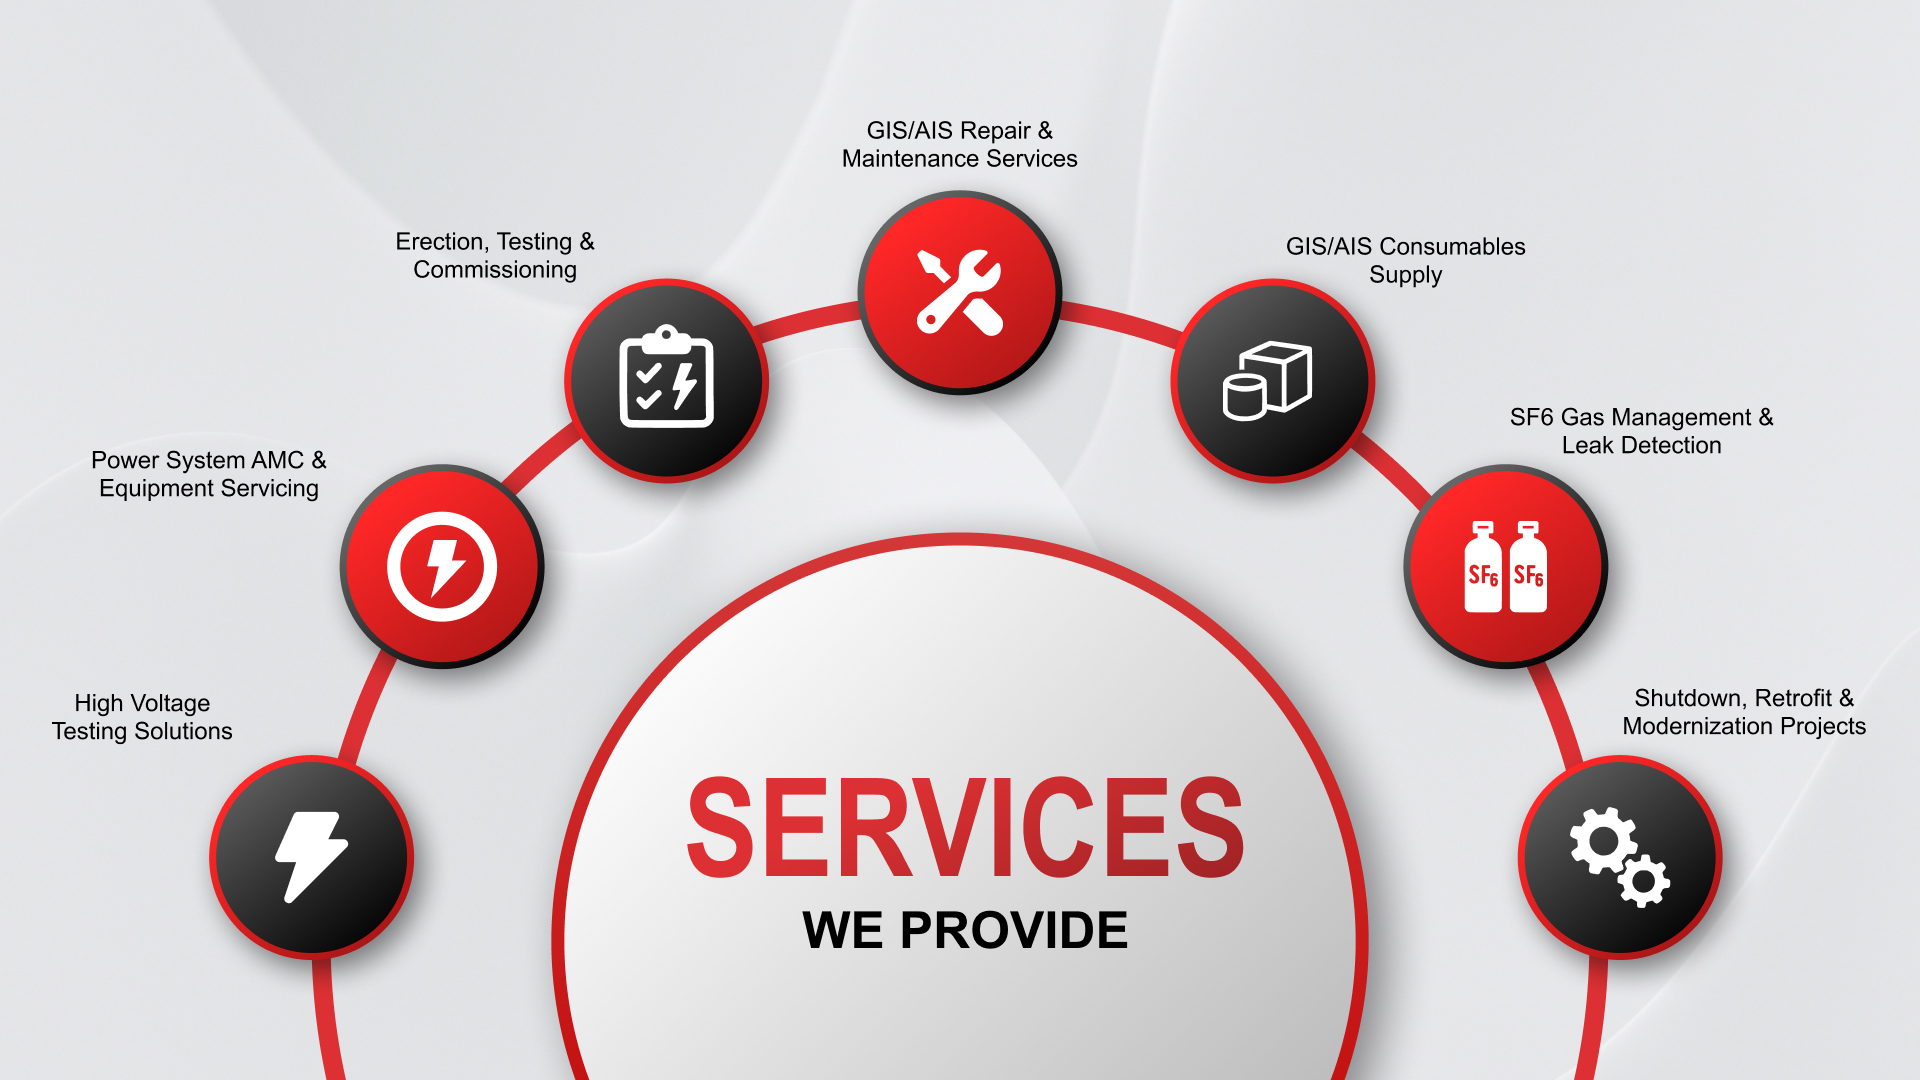 GIS/AIS Repair &
Maintenance Services
Erection, Testing &
Commissioning
GIS/AIS Consumables
Supply
Power System AMC &
Equipment Servicing
SF6 Gas Management &
Leak Detection
SF6 SF6
High Voltage
Testing Solutions
Shutdown, Retrofit &
Modernization Projects
SERVICES
WE PROVIDE